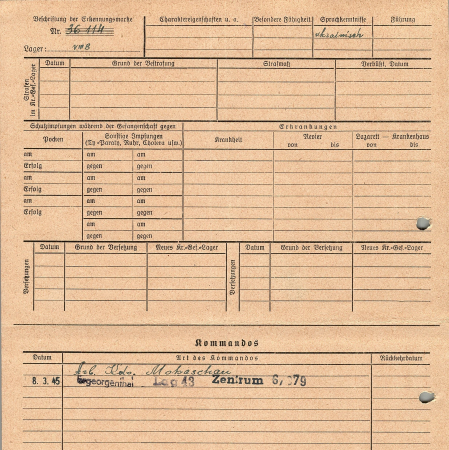 Beschriftung der Erkennungsmarke
Nr. 36 114
Lager: VIII B
Charaktereigenschaften u. a.
Besondere Fähigkeit
Sprachkenntnisse
ukrainisch
Führung
Strafen im Kr.-Gef.-Lager
Datum
Grund der Bestrafung
Strafmaß
Verbüßt, Datum
Schutzimpfungen während der Gefangenschaft gegen
Erkrankungen
Pocken
Sonstige Impfungen
(Ty.-Paraty., Ruhr, Cholera usw.)
Krankheit
Revier
von bis
Lazarett — Krankenhaus
von bis
am am am
Erfolg gegen gegen
am am am
Erfolg gegen gegen
am am am
Erfolg gegen gegen
am am
gegen gegen
Versetzungen
Datum
Grund der Versetzung
Neues Kr.-Gef.-Lager
Versetzungen
Datum
Grund der Versetzung
Neues Kr.-Gef.-Lager
Kommandos
Datum
Art des Kommandos
Rückkehrdatum
8. 3. 45
georgenthal
Zentrum